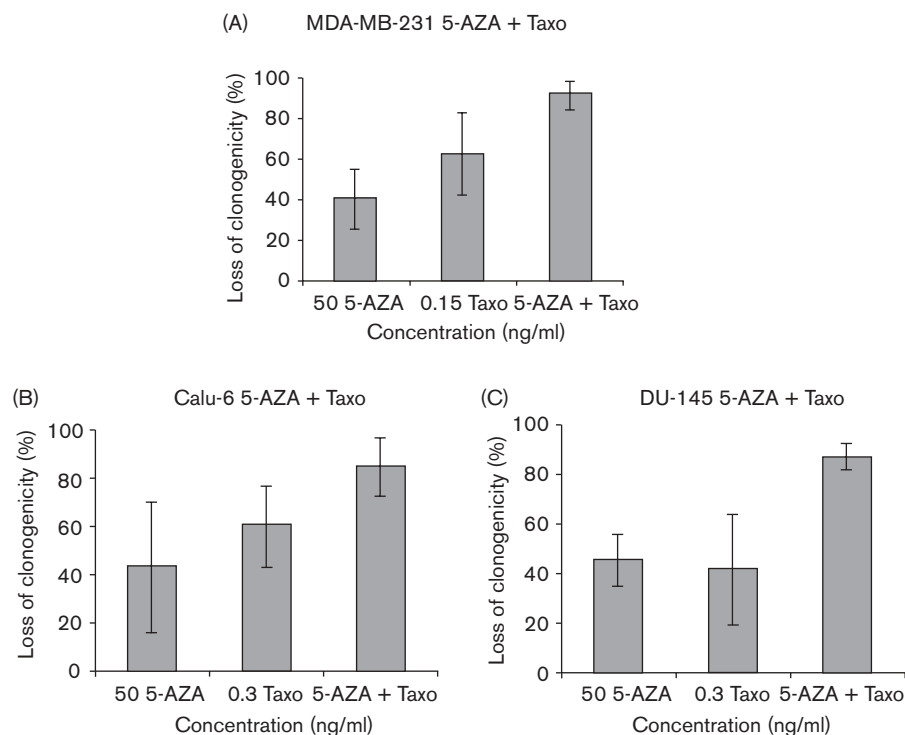 (A) MDA-MB-231 5-AZA + Taxo
Loss of clonogenicity (%)
100
80
60
40
20
0
50 5-AZA 0.15 Taxo 5-AZA + Taxo
Concentration (ng/ml)
(B) Calu-6 5-AZA + Taxo
Loss of clonogenicity (%)
100
80
60
40
20
0
50 5-AZA 0.3 Taxo 5-AZA + Taxo
Concentration (ng/ml)
(C) DU-145 5-AZA + Taxo
Loss of clonogenicity (%)
100
80
60
40
20
0
50 5-AZA 0.3 Taxo 5-AZA + Taxo
Concentration (ng/ml)